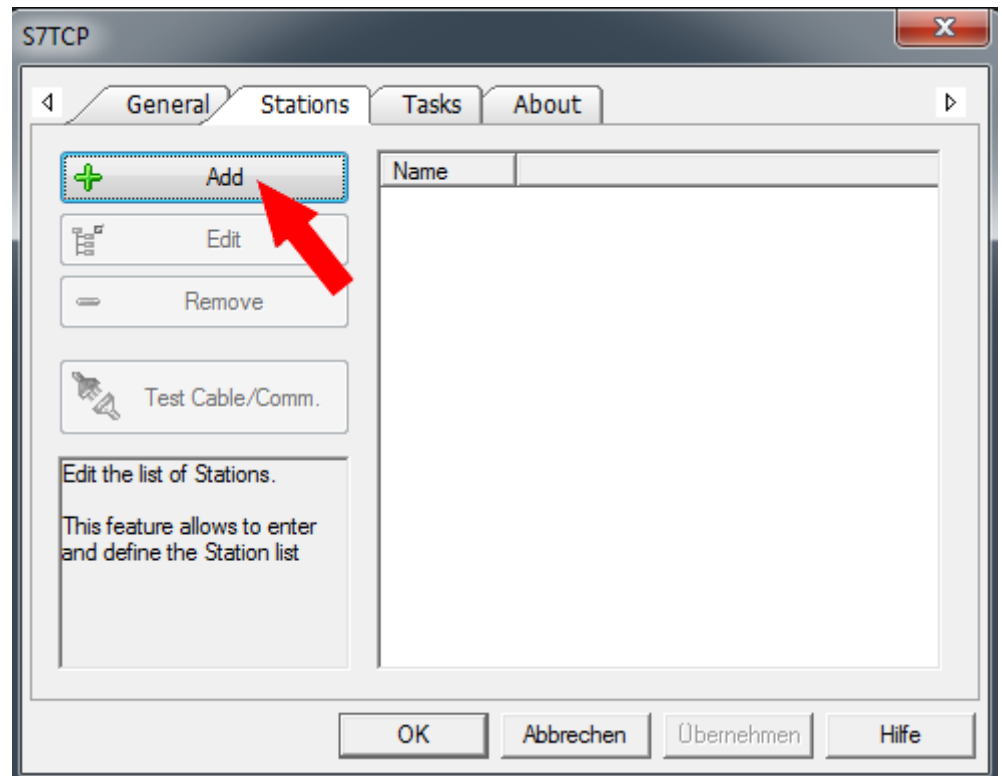 S7TCP
General Stations Tasks About
Add
Edit
Remove
Test Cable/Comm.
Edit the list of Stations.
This feature allows to enter
and define the Station list
Name
OK Abbrechen Übernehmen Hilfe